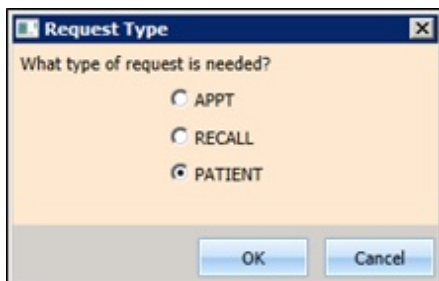 Request Type
What type of request is needed?
APPT
RECALL
PATIENT
OK Cancel